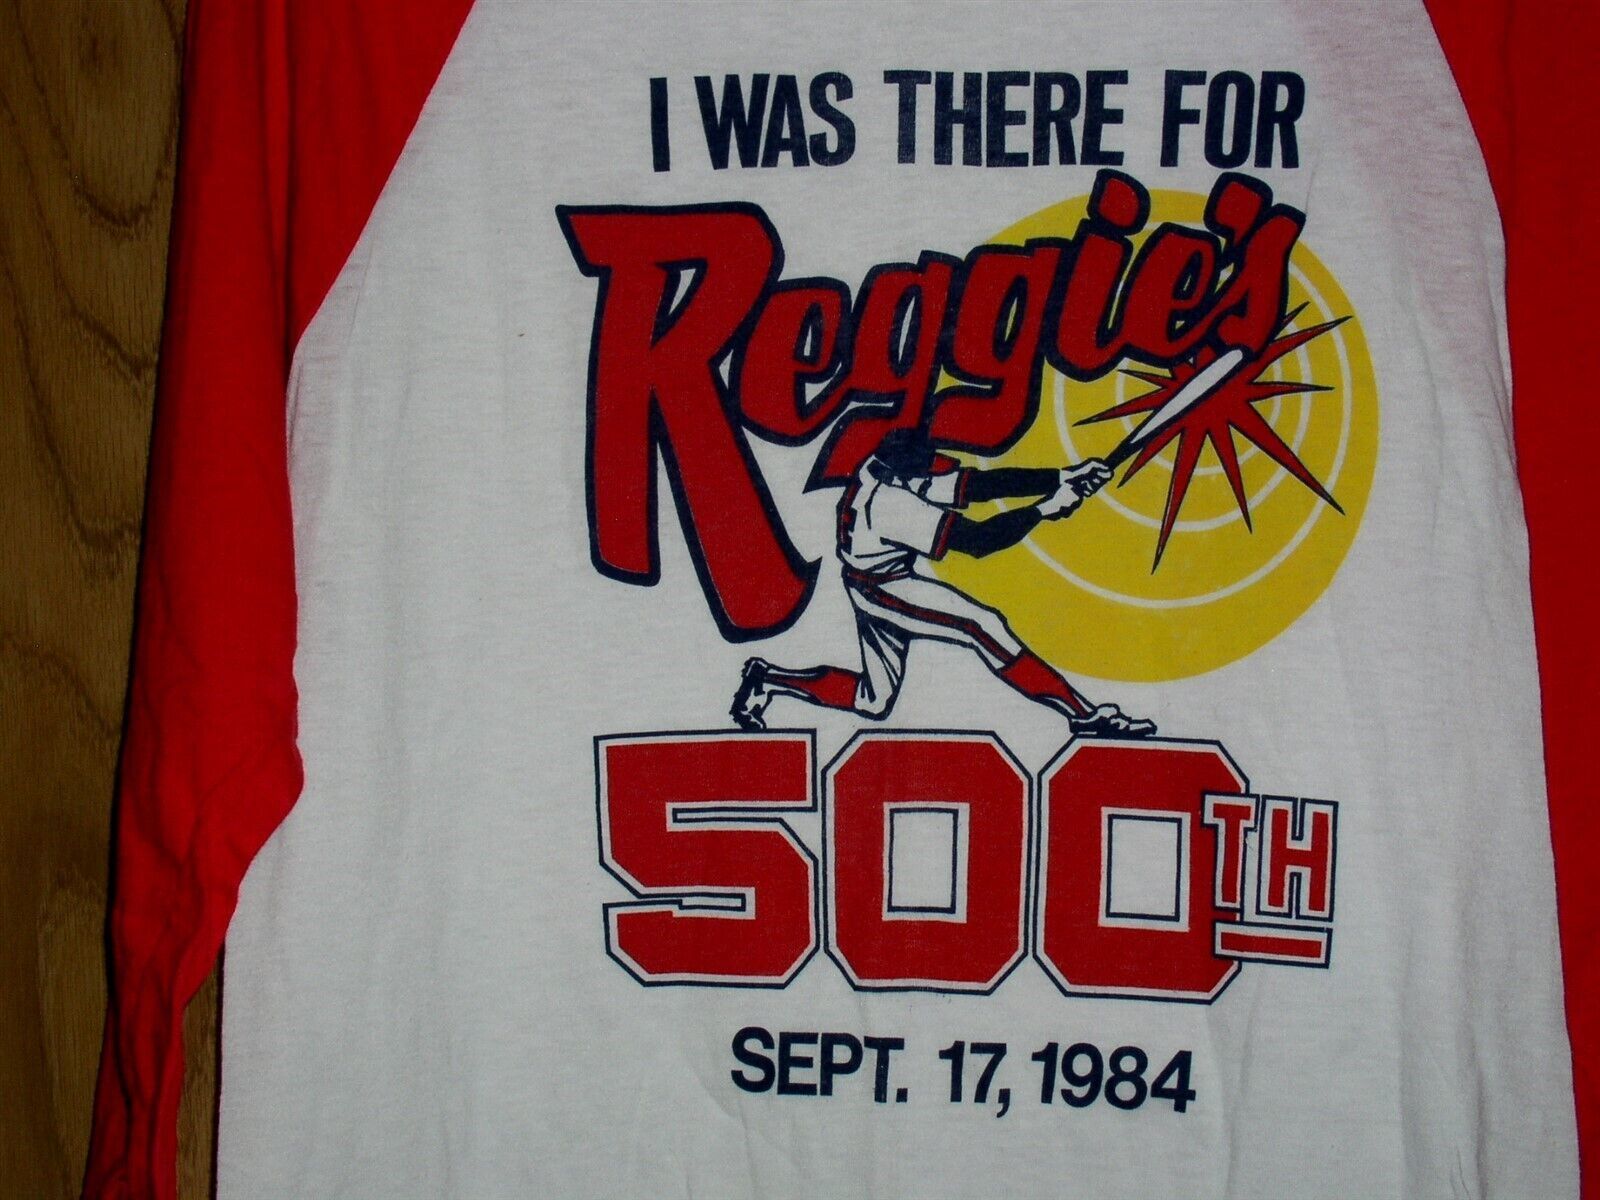 I WAS THERE FOR
Reggie's
500TH
SEPT. 17, 1984